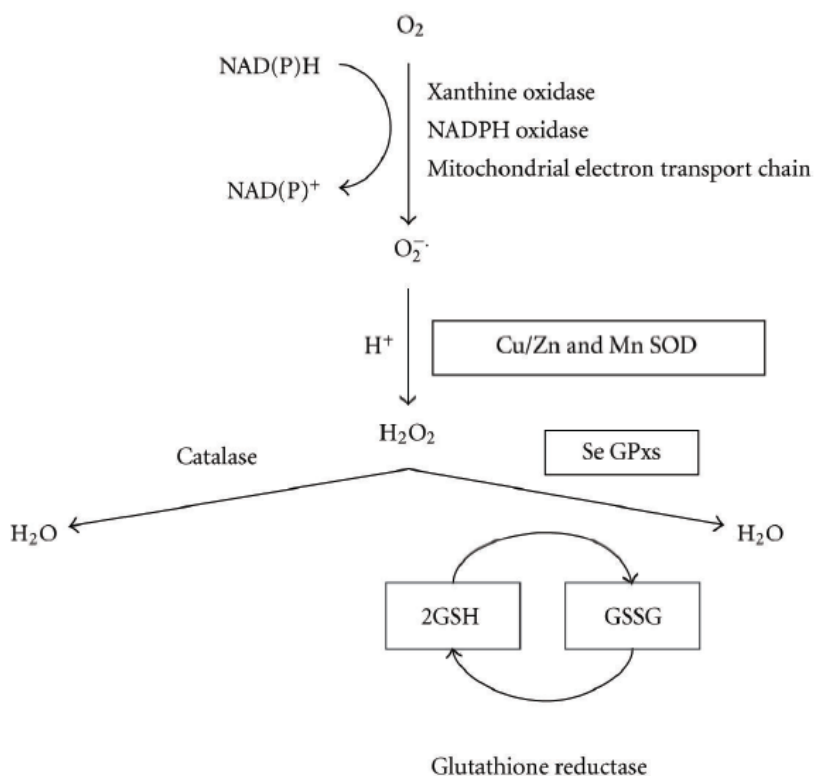 O₂
NAD(P)H
Xanthine oxidase
NADPH oxidase
Mitochondrial electron transport chain
NAD(P)⁺
O₂⁻·
H⁺
Cu/Zn and Mn SOD
H₂O₂
Catalase
Se GPxs
H₂O
H₂O
2GSH
GSSG
Glutathione reductase